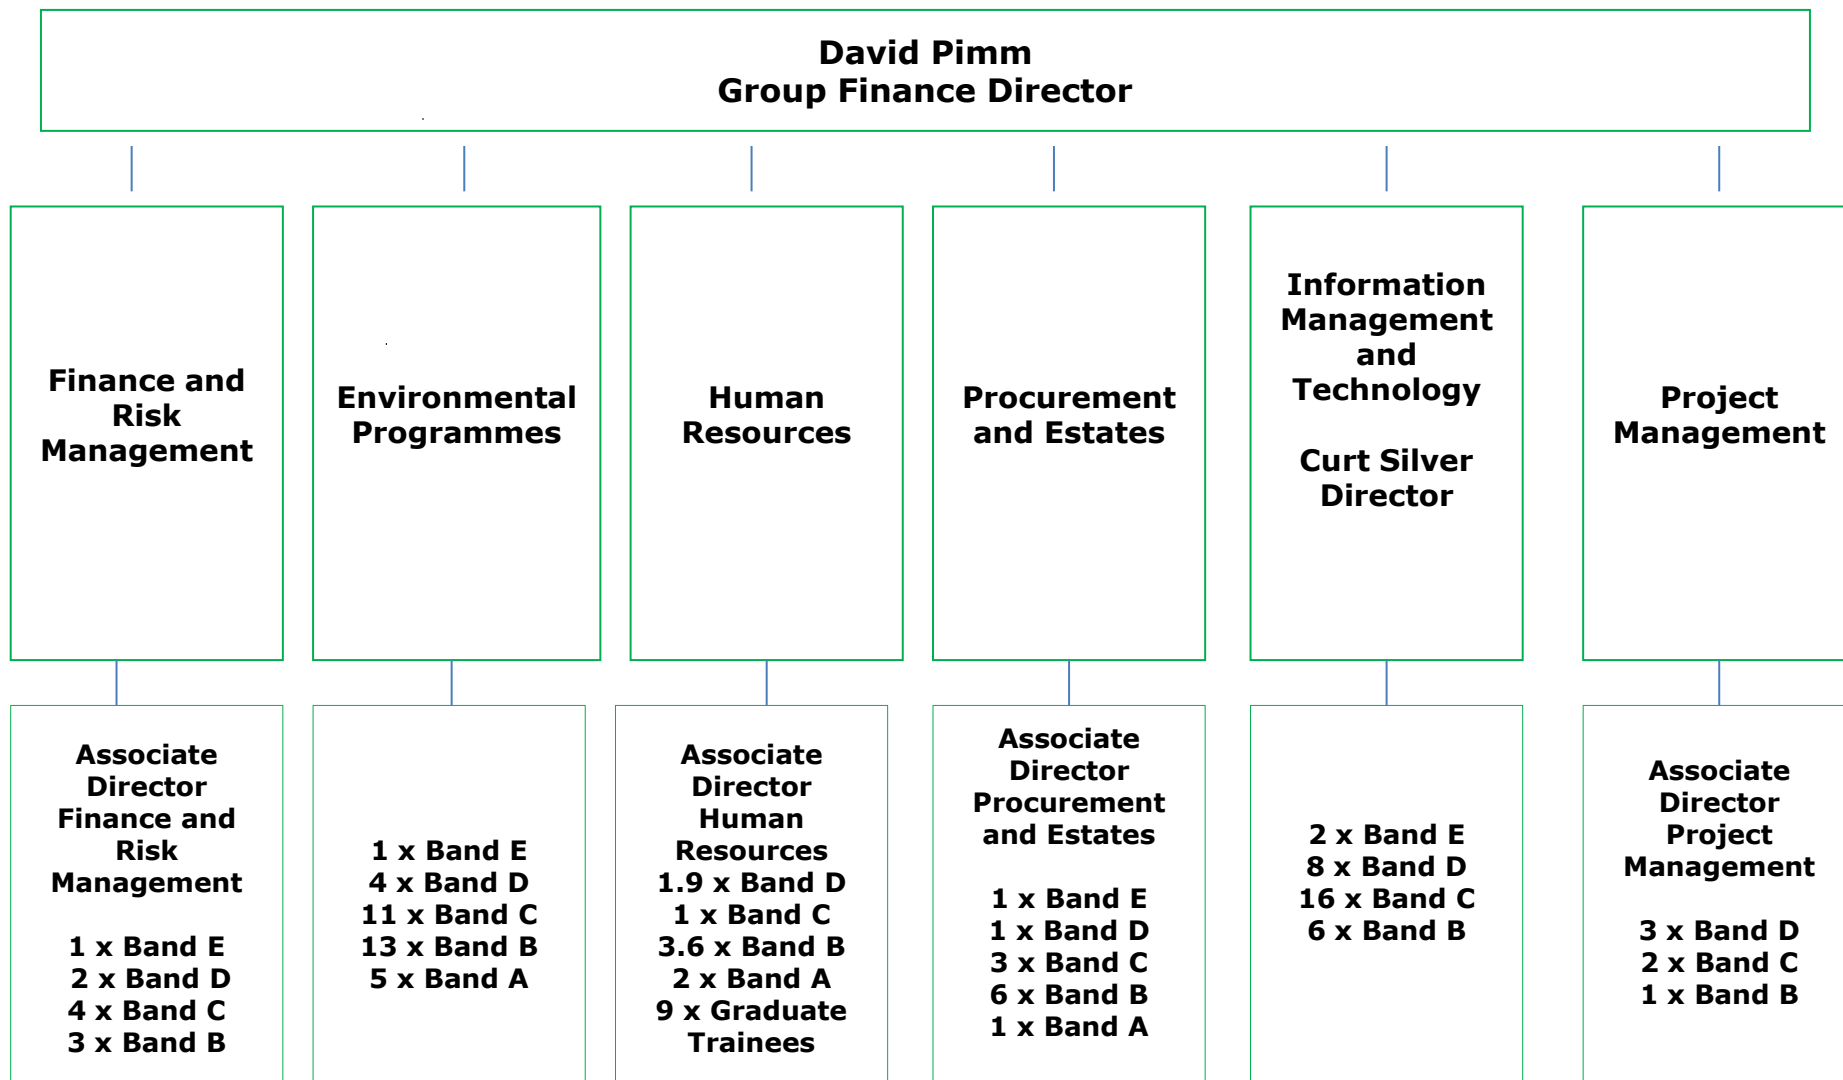 David Pimm
Group Finance Director
Finance and
Risk
Management
Environmental
Programmes
Human
Resources
Procurement
and Estates
Information
Management
and
Technology
Curt Silver
Director
Project
Management
Associate
Director
Finance and
Risk
Management
1 x Band E
2 x Band D
4 x Band C
3 x Band B
1 x Band E
4 x Band D
11 x Band C
13 x Band B
5 x Band A
Associate
Director
Human
Resources
1.9 x Band D
1 x Band C
3.6 x Band B
2 x Band A
9 x Graduate
Trainees
Associate
Director
Procurement
and Estates
1 x Band E
1 x Band D
3 x Band C
6 x Band B
1 x Band A
2 x Band E
8 x Band D
16 x Band C
6 x Band B
Associate
Director
Project
Management
3 x Band D
2 x Band C
1 x Band B